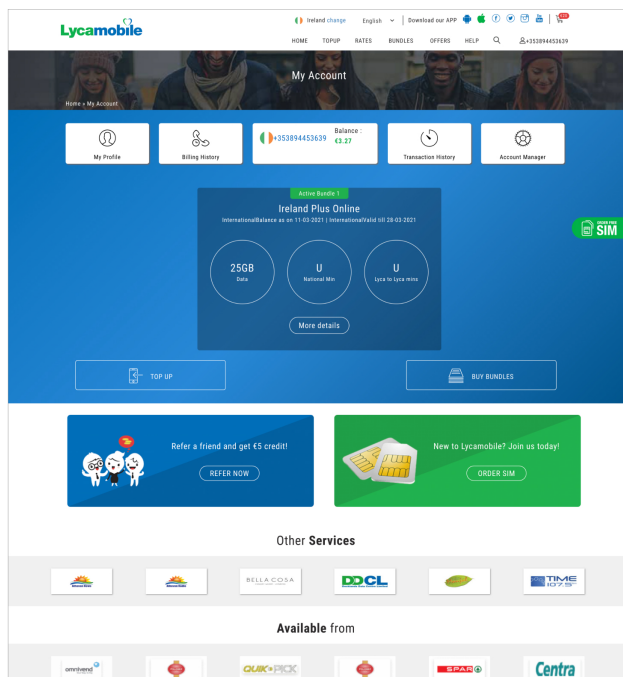 Lycamobile
Ireland change English Download our APP
HOME TOPUP RATES BUNDLES OFFERS HELP +353894453639
My Account
Home » My Account
My Profile
Billing History
+353894453639
Balance :
€3.27
Transaction History
Account Manager
Active Bundle 1
Ireland Plus Online
InternationalBalance as on 11-03-2021 | InternationalValid till 28-03-2021
25GB
Data
U
National Min
U
Lyca to Lyca mins
More details
ORDER FREE
SIM
TOP UP
BUY BUNDLES
Refer a friend and get €5 credit!
REFER NOW
New to Lycamobile? Join us today!
ORDER SIM
Other Services
BELLA COSA
DDCL
TIME
107.5
Available from
omnivend
QUIK PICK
SPAR
Centra